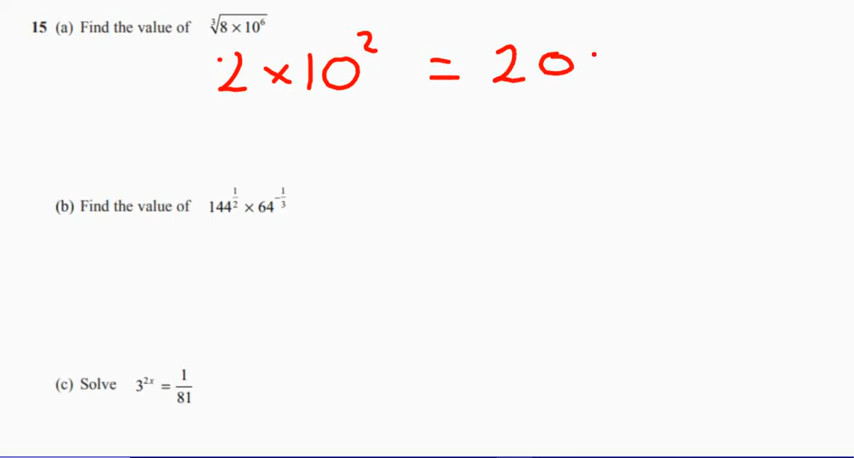 15 (a) Find the value of ∛(8 × 10⁶)
2 × 10² = 20
(b) Find the value of 144^(1/2) × 64^(-1/3)
(c) Solve 3^(2x) = 1/81